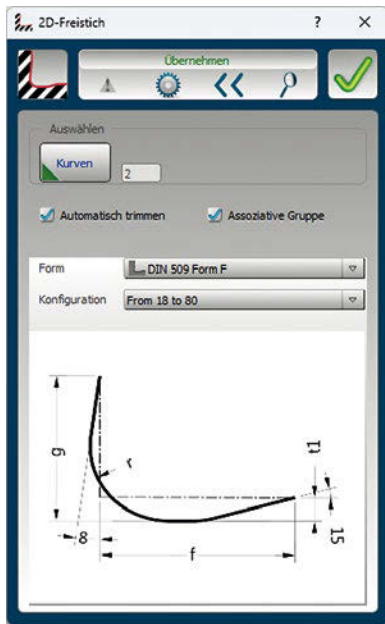 2D-Freistich ? ×
Übernehmen
Auswählen
Kurven 2
Automatisch trimmen Assoziative Gruppe
Form DIN 509 Form F
Konfiguration From 18 to 80
g
r
t1
8
15
f